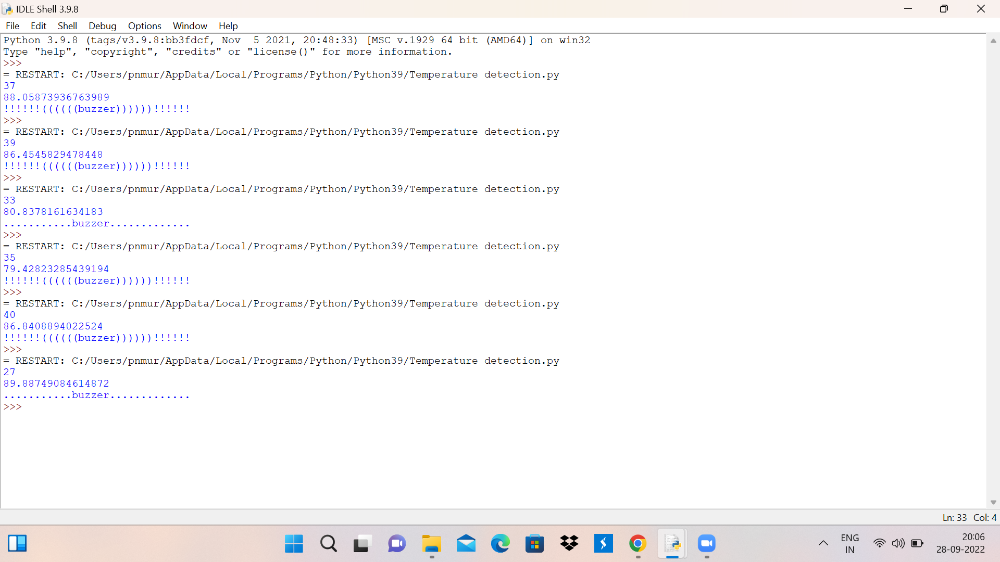 IDLE Shell 3.9.8
File Edit Shell Debug Options Window Help
Python 3.9.8 (tags/v3.9.8:bb3fdcf, Nov  5 2021, 20:48:33) [MSC v.1929 64 bit (AMD64)] on win32
Type "help", "copyright", "credits" or "license()" for more information.
>>>
= RESTART: C:/Users/pnmur/AppData/Local/Programs/Python/Python39/Temperature detection.py
37
88.05873936763989
!!!!!!((((((buzzer))))))!!!!!!
>>>
= RESTART: C:/Users/pnmur/AppData/Local/Programs/Python/Python39/Temperature detection.py
39
86.4545829478448
!!!!!!((((((buzzer))))))!!!!!!
>>>
= RESTART: C:/Users/pnmur/AppData/Local/Programs/Python/Python39/Temperature detection.py
33
80.8378161634183
...........buzzer.............
>>>
= RESTART: C:/Users/pnmur/AppData/Local/Programs/Python/Python39/Temperature detection.py
35
79.42823285439194
!!!!!!((((((buzzer))))))!!!!!!
>>>
= RESTART: C:/Users/pnmur/AppData/Local/Programs/Python/Python39/Temperature detection.py
40
86.8408894022524
!!!!!!((((((buzzer))))))!!!!!!
>>>
= RESTART: C:/Users/pnmur/AppData/Local/Programs/Python/Python39/Temperature detection.py
27
89.88749084614872
...........buzzer.............
>>>
Ln: 33 Col: 4
ENG
IN
20:06
28-09-2022